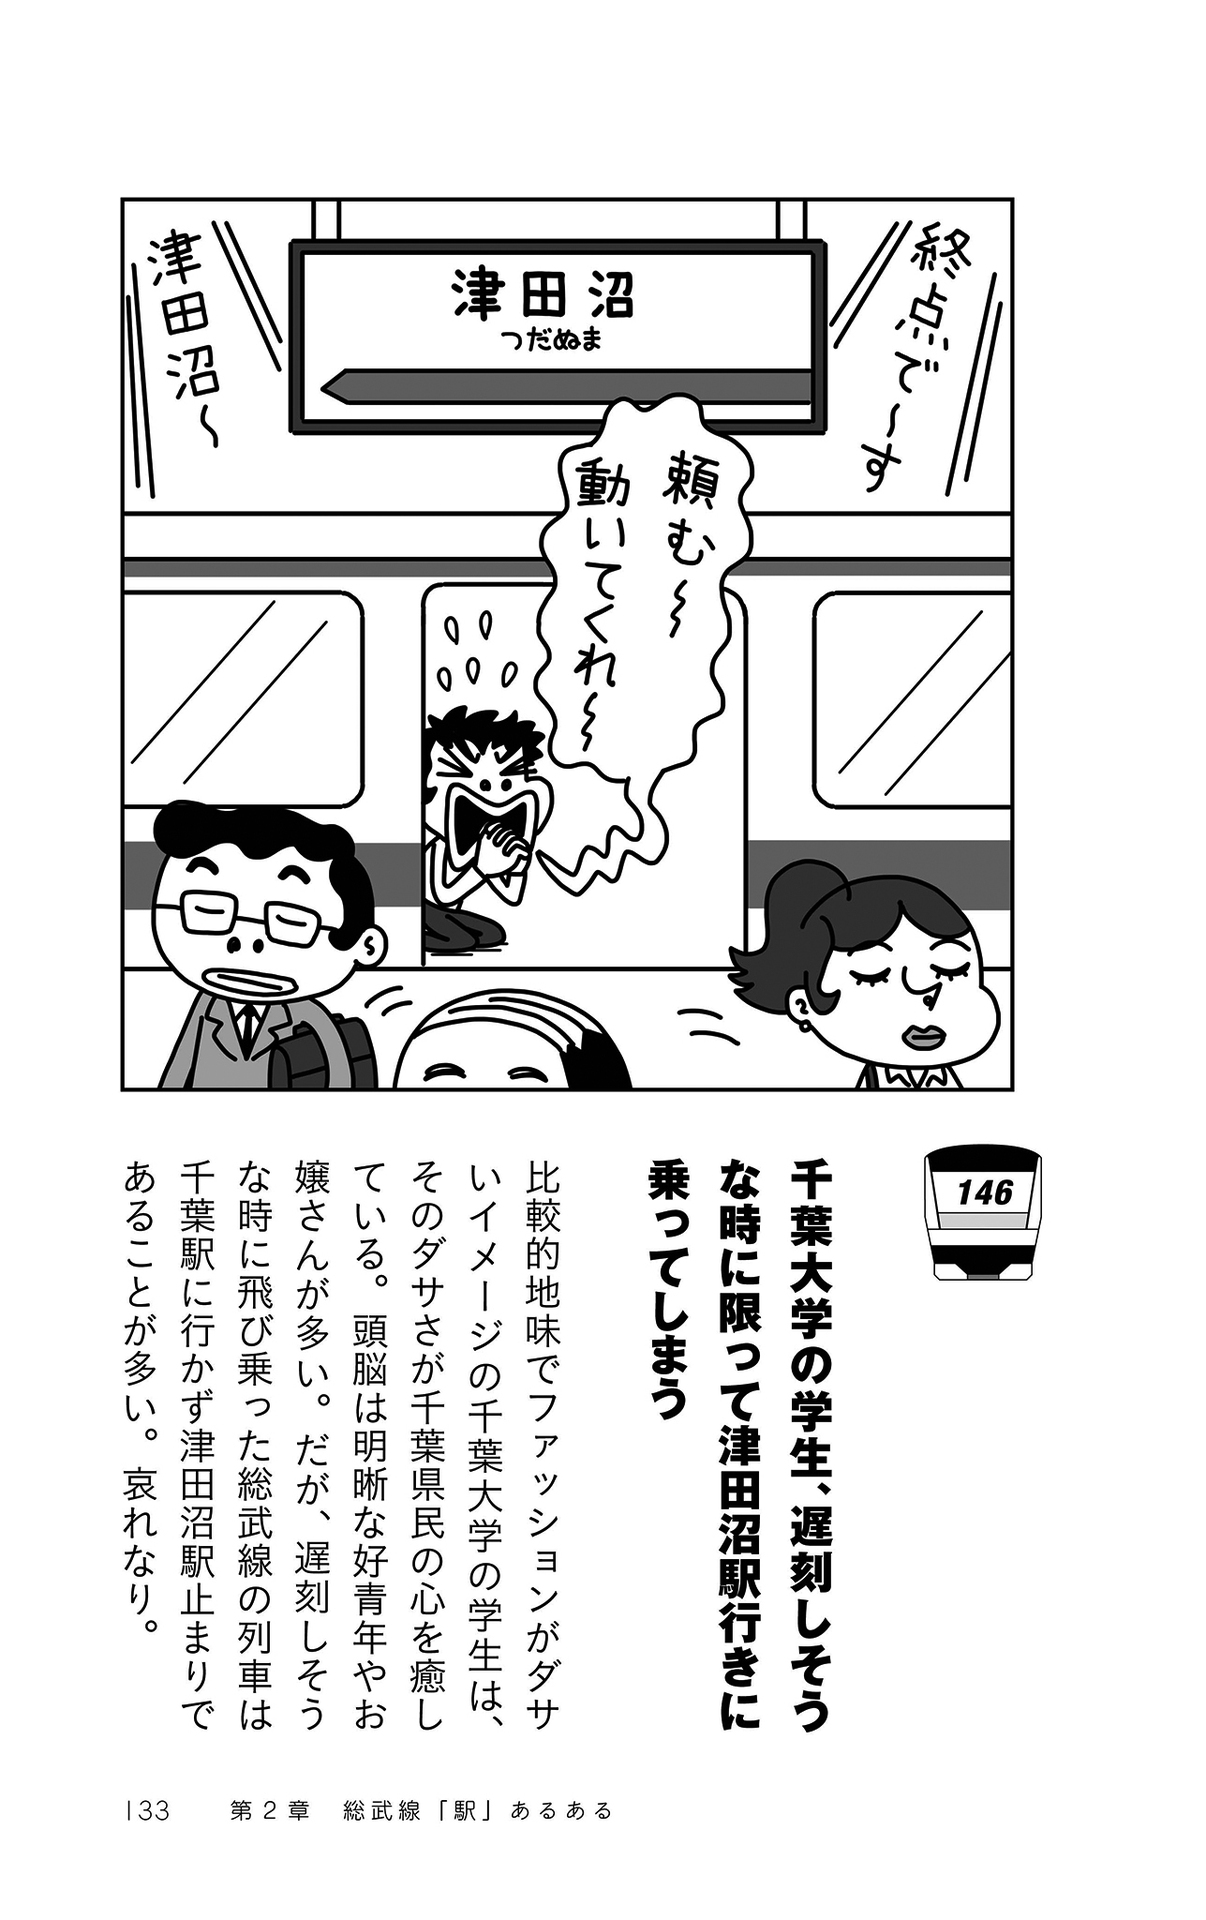 終点で〜す
津田沼〜
津田沼
つだぬま
頼む〜
動いてくれ〜
146
千葉大学の学生、遅刻しそう
な時に限って津田沼駅行きに
乗ってしまう
比較的地味でファッションがダサ
いイメージの千葉大学の学生は、
そのダサさが千葉県民の心を癒し
ている。頭脳は明晰な好青年やお
嬢さんが多い。だが、遅刻しそう
な時に飛び乗った総武線の列車は
千葉駅に行かず津田沼駅止まりで
あることが多い。哀れなり。
133 第2章 総武線「駅」あるある